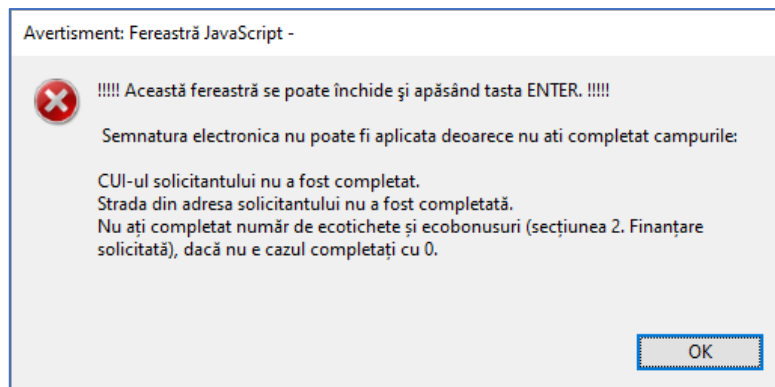 Avertisment: Fereastră JavaScript -
!!!!! Această fereastră se poate închide şi apăsând tasta ENTER. !!!!!
Semnatura electronica nu poate fi aplicata deoarece nu ati completat campurile:
CUI-ul solicitantului nu a fost completat.
Strada din adresa solicitantului nu a fost completată.
Nu ați completat număr de ecotichete și ecobonusuri (secțiunea 2. Finanțare
solicitată), dacă nu e cazul completați cu 0.
OK